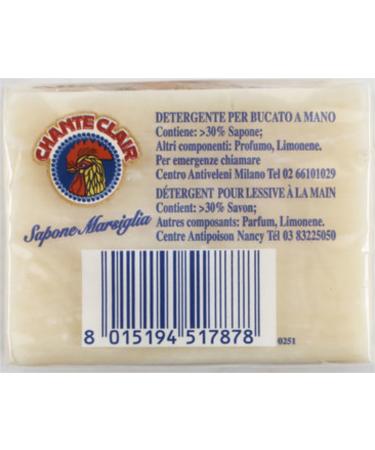 CHANTE CLAIR
Sapone Marsiglia
DETERGENTE PER BUCATO A MANO
Contiene: >30% Sapone;
Altri componenti: Profumo, Limonene.
Per emergenze chiamare
Centro Antiveleni Milano Tel 02 66101029
DÉTERGENT POUR LESSIVE À LA MAIN
Contient: >30% Savon;
Autres composants: Parfum, Limonene.
Centre Antipoison Nancy Tél 03 83225050
8 015194 517878
0251